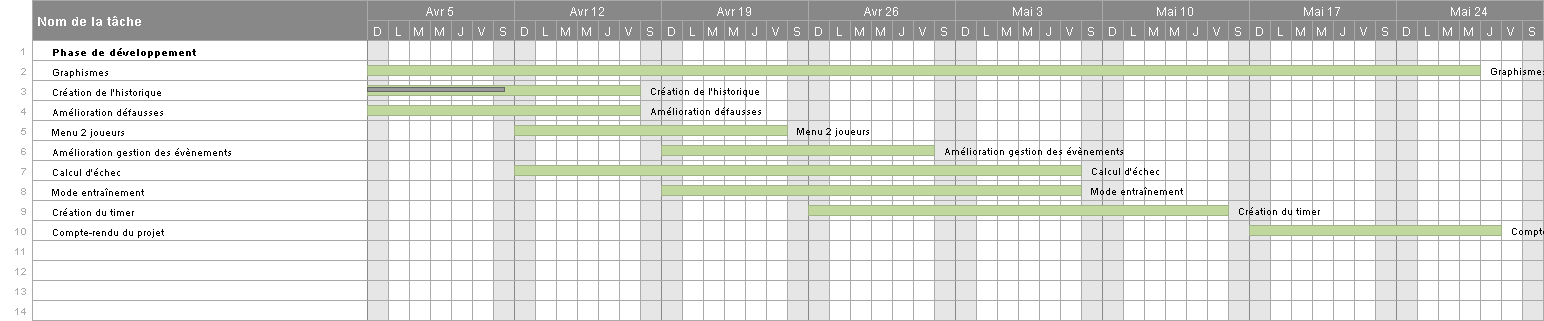 Nom de la tâche
Avr 5 Avr 12 Avr 19 Avr 26 Mai 3 Mai 10 Mai 17 Mai 24
D L M M J V S D L M M J V S D L M M J V S D L M M J V S D L M M J V S D L M M J V S D L M M J V S D L M M J V S
1 Phase de développement
2 Graphismes Graphismes
3 Création de l'historique Création de l'historique
4 Amélioration défausses Amélioration défausses
5 Menu 2 joueurs Menu 2 joueurs
6 Amélioration gestion des évènements Amélioration gestion des évènements
7 Calcul d'échec Calcul d'échec
8 Mode entraînement Mode entraînement
9 Création du timer Création du timer
10 Compte-rendu du projet Compt
11
12
13
14